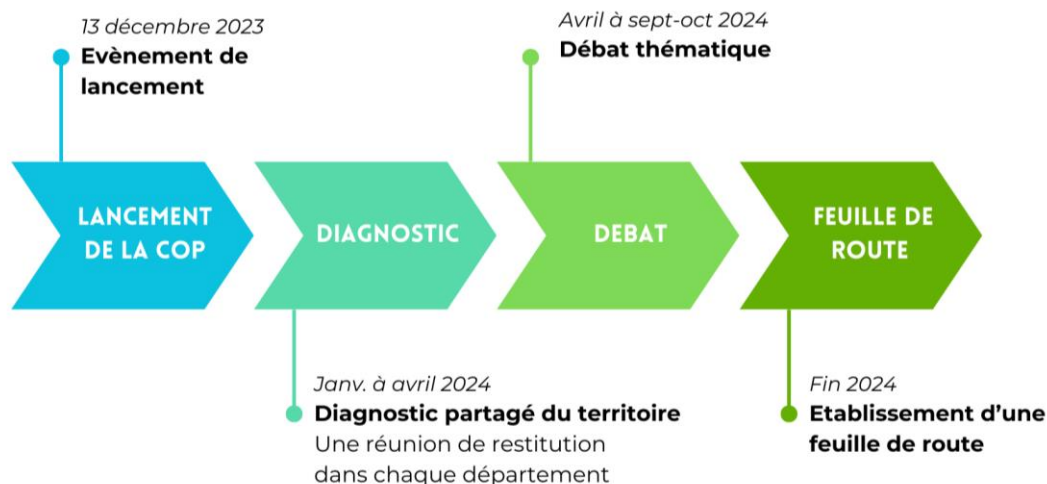 13 décembre 2023
Evènement de
lancement
Avril à sept-oct 2024
Débat thématique
LANCEMENT
DE LA COP
DIAGNOSTIC
DEBAT
FEUILLE DE
ROUTE
Janv. à avril 2024
Diagnostic partagé du territoire
Une réunion de restitution
dans chaque département
Fin 2024
Etablissement d’une
feuille de route